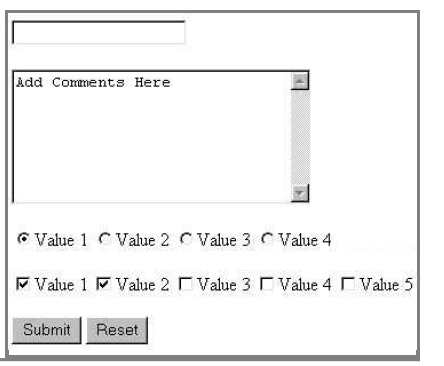 Add Comments Here
Value 1 Value 2 Value 3 Value 4
Value 1 Value 2 Value 3 Value 4 Value 5
Submit Reset